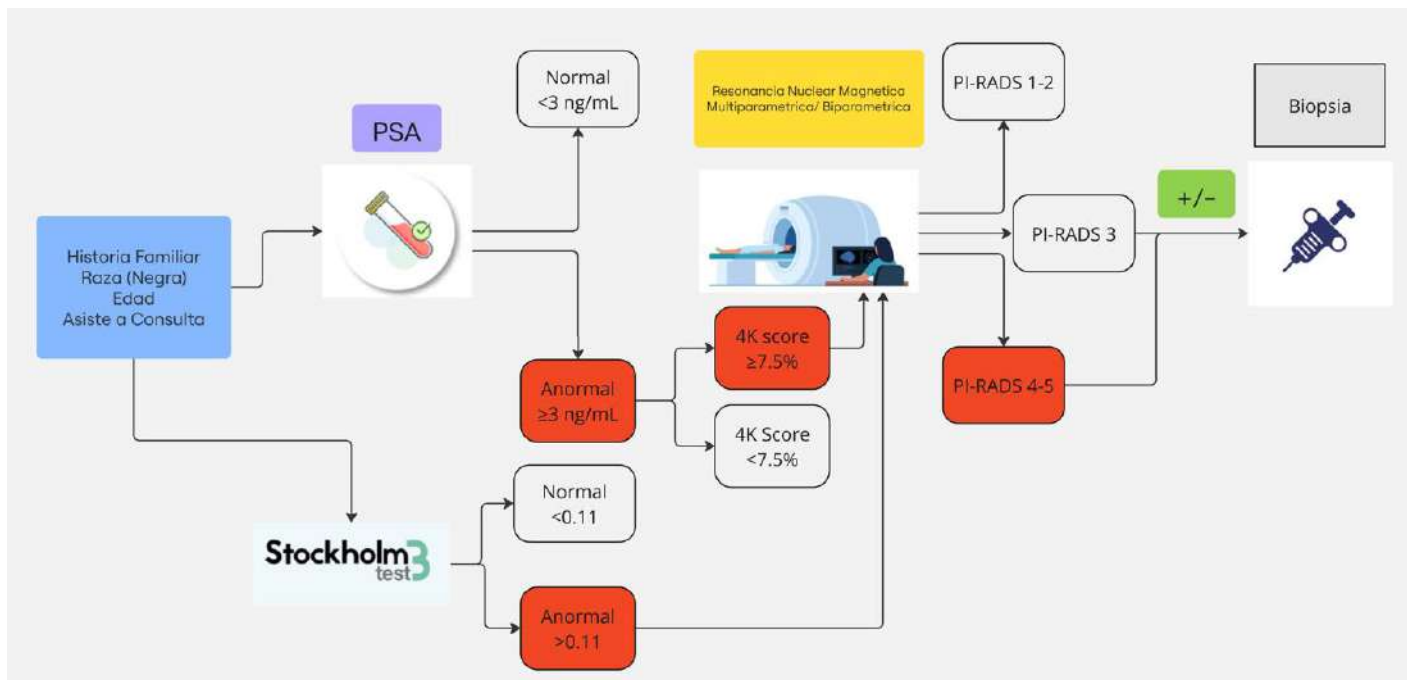 Historia Familiar
Raza (Negra)
Edad
Asiste a Consulta
PSA
Normal
<3 ng/mL
Anormal
≥3 ng/mL
4K score
≥7.5%
4K Score
<7.5%
Stockholm3
test
Normal
<0.11
Anormal
>0.11
Resonancia Nuclear Magnetica
Multiparametrica/ Biparametrica
PI-RADS 1-2
PI-RADS 3
PI-RADS 4-5
+/-
Biopsia